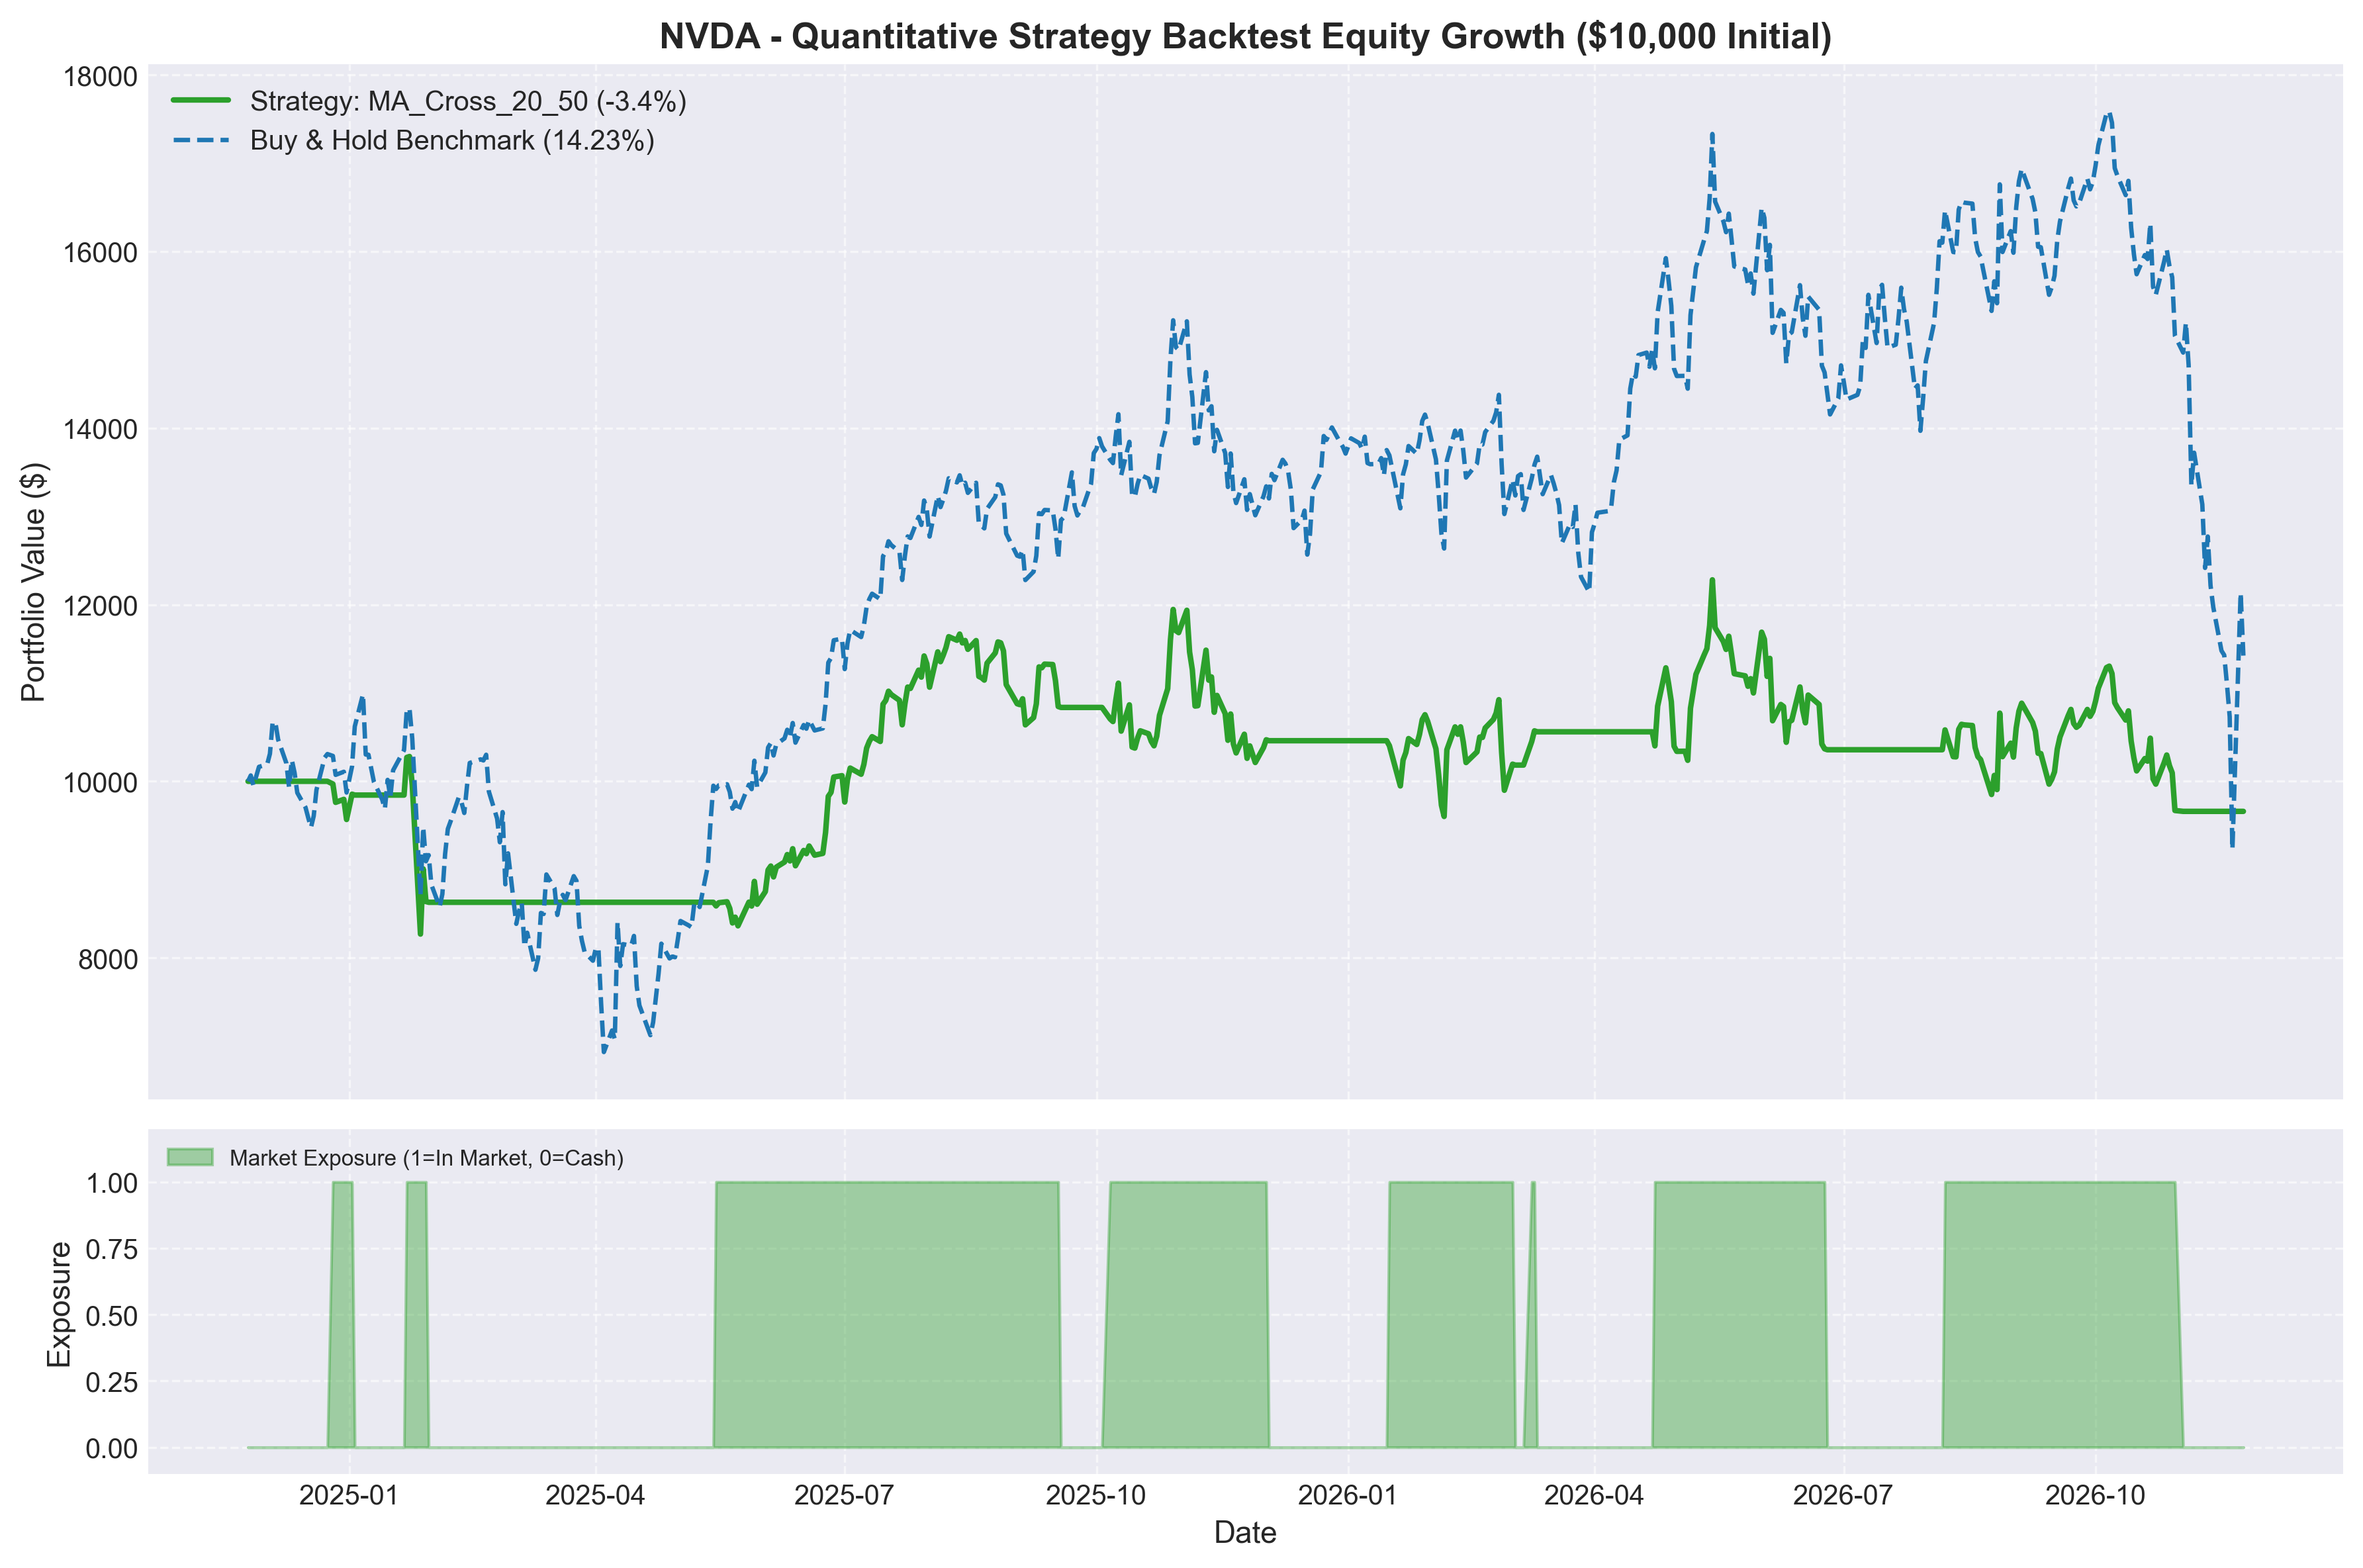 NVDA - Quantitative Strategy Backtest Equity Growth ($10,000 Initial)
Strategy: MA_Cross_20_50 (-3.4%)
Buy & Hold Benchmark (14.23%)
Portfolio Value ($)
18000
16000
14000
12000
10000
8000
Market Exposure (1=In Market, 0=Cash)
Exposure
1.00
0.75
0.50
0.25
0.00
2025-01
2025-04
2025-07
2025-10
2026-01
2026-04
2026-07
2026-10
Date